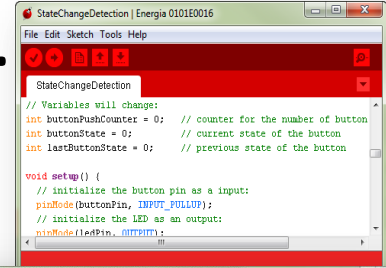 StateChangeDetection | Energia 0101E0016
File Edit Sketch Tools Help
StateChangeDetection
// Variables will change:
int buttonPushCounter = 0;   // counter for the number of button
int buttonState = 0;         // current state of the button
int lastButtonState = 0;     // previous state of the button
void setup() {
  // initialize the button pin as a input:
  pinMode(buttonPin, INPUT_PULLUP);
  // initialize the LED as an output:
  pinMode(ledPin, OUTPUT);